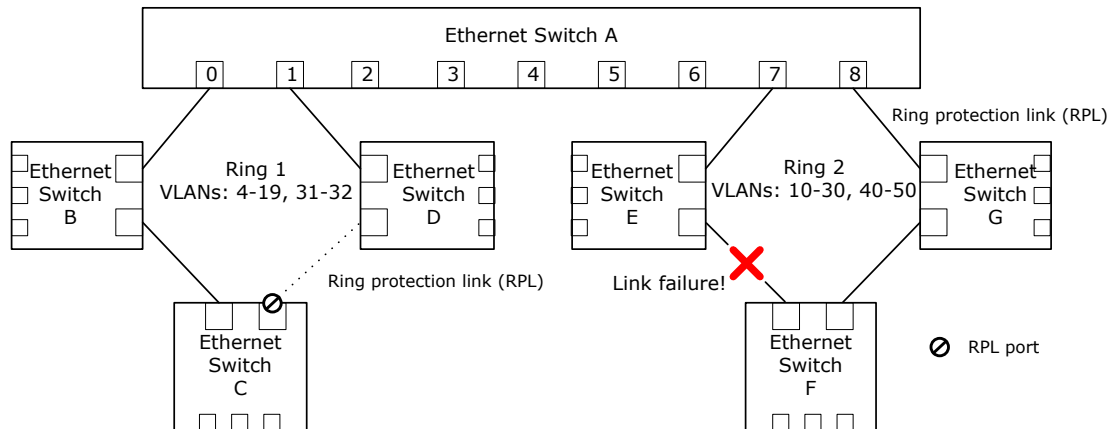 Ethernet Switch A
0 1 2 3 4 5 6 7 8
Ring protection link (RPL)
Ethernet
Switch
B
Ring 1
VLANs: 4-19, 31-32
Ethernet
Switch
D
Ethernet
Switch
E
Ring 2
VLANs: 10-30, 40-50
Ethernet
Switch
G
Ring protection link (RPL)
Link failure!
Ethernet
Switch
C
Ethernet
Switch
F
RPL port